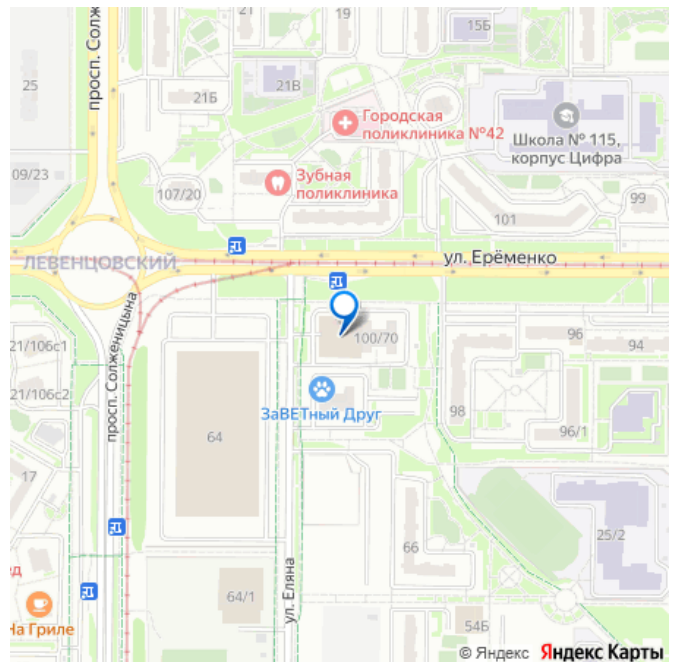 21
19
15Б
просп. Солж
25
21В
21Б
Городская
поликлиника №42
Школа № 115,
корпус Цифра
09/23
Зубная
поликлиника
107/20
101
99
ул. Ерёменко
ЛЕВЕНЦОВСКИЙ
просп. Солженицына
21/106с1
100/70
96
94
21/106с2
ЗаВЕТный Друг
98
96/1
64
17
25/2
66
ед
64/1
ул. Еляна
На Гриле
54Б
© Яндекс Яндекс Карты